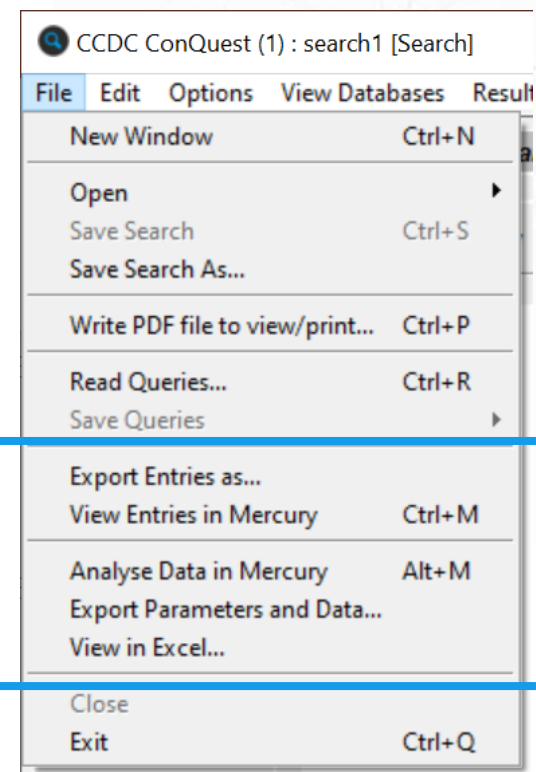 CCDC ConQuest (1) : search1 [Search]
File Edit Options View Databases Result
New Window Ctrl+N
Open
Save Search Ctrl+S
Save Search As...
Write PDF file to view/print... Ctrl+P
Read Queries... Ctrl+R
Save Queries
Export Entries as...
View Entries in Mercury Ctrl+M
Analyse Data in Mercury Alt+M
Export Parameters and Data...
View in Excel...
Close
Exit Ctrl+Q